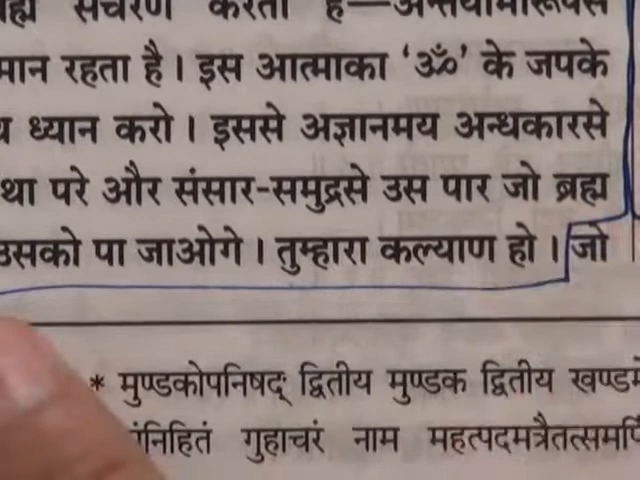 संचरण करता है—अन्तर्यामीरूपसे
मान रहता है। इस आत्माका ‘ॐ’ के जपके
ध्यान करो। इससे अज्ञानमय अन्धकारसे
था परे और संसार-समुद्रसे उस पार जो ब्रह्म
उसको पा जाओगे। तुम्हारा कल्याण हो। जो
* मुण्डकोपनिषद् द्वितीय मुण्डक द्वितीय खण्डमें
ंनिहितं गुहाचरं नाम महत्पदमत्रैतत्समर्पि